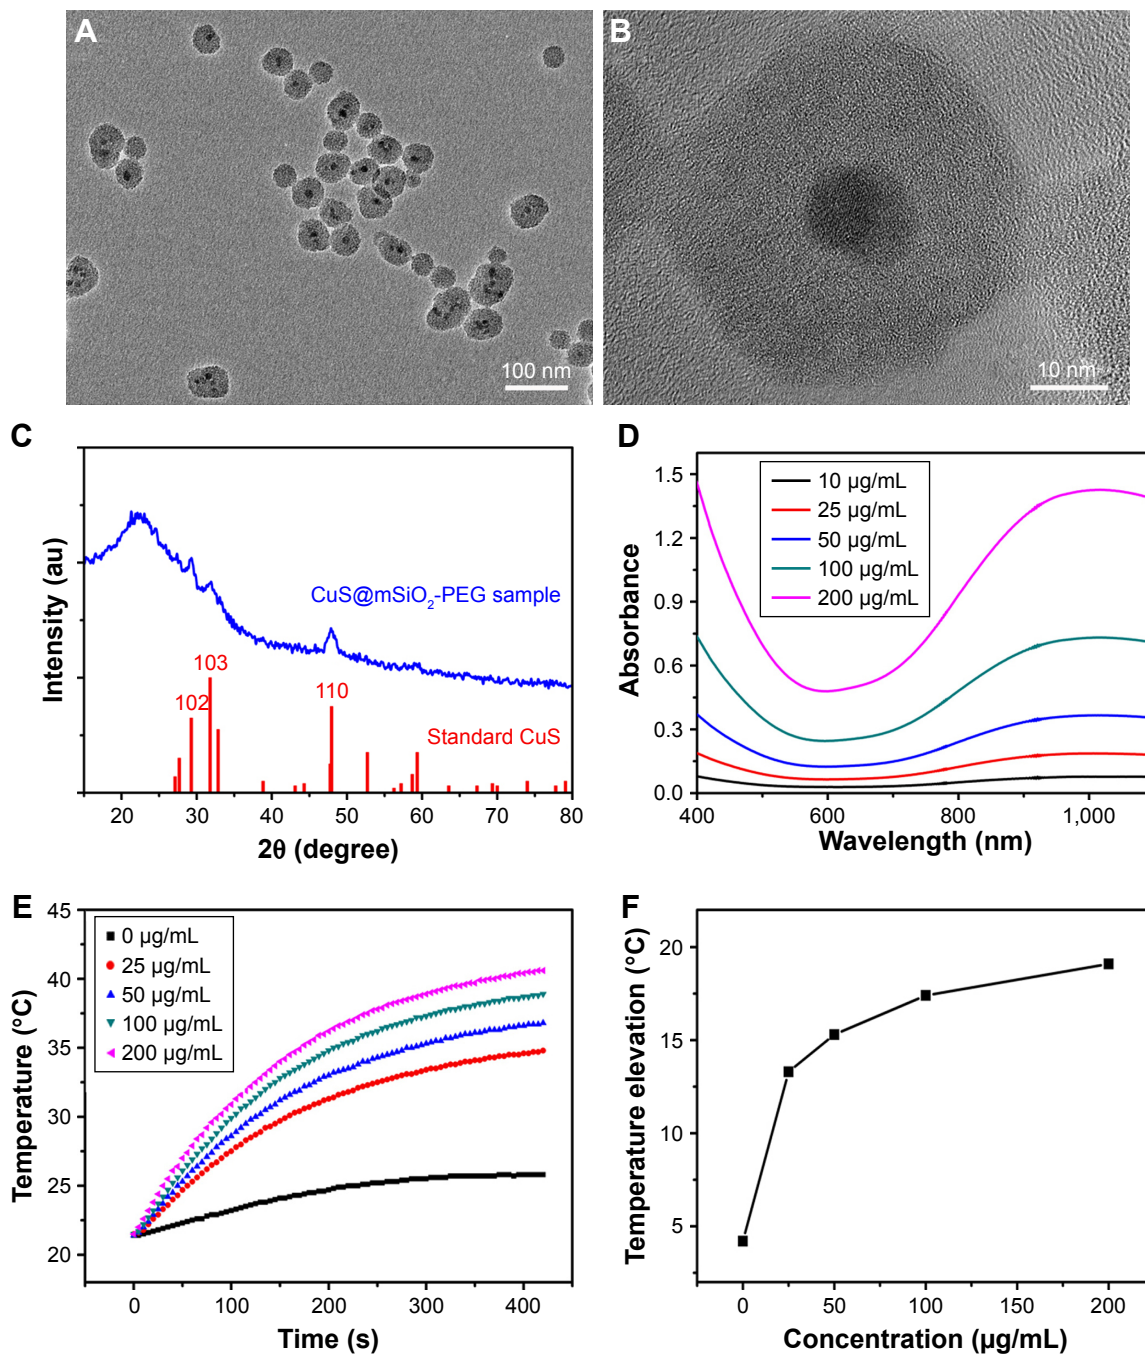 A
100 nm
B
10 nm
C
Intensity (au)
CuS@mSiO₂-PEG sample
103
102
110
Standard CuS
20 30 40 50 60 70 80
2θ (degree)
D
Absorbance
1.5
1.2
0.9
0.6
0.3
0.0
10 µg/mL
25 µg/mL
50 µg/mL
100 µg/mL
200 µg/mL
400 600 800 1,000
Wavelength (nm)
E
Temperature (°C)
45
40
35
30
25
20
0 µg/mL
25 µg/mL
50 µg/mL
100 µg/mL
200 µg/mL
0 100 200 300 400
Time (s)
F
Temperature elevation (°C)
20
15
10
5
0 50 100 150 200
Concentration (µg/mL)